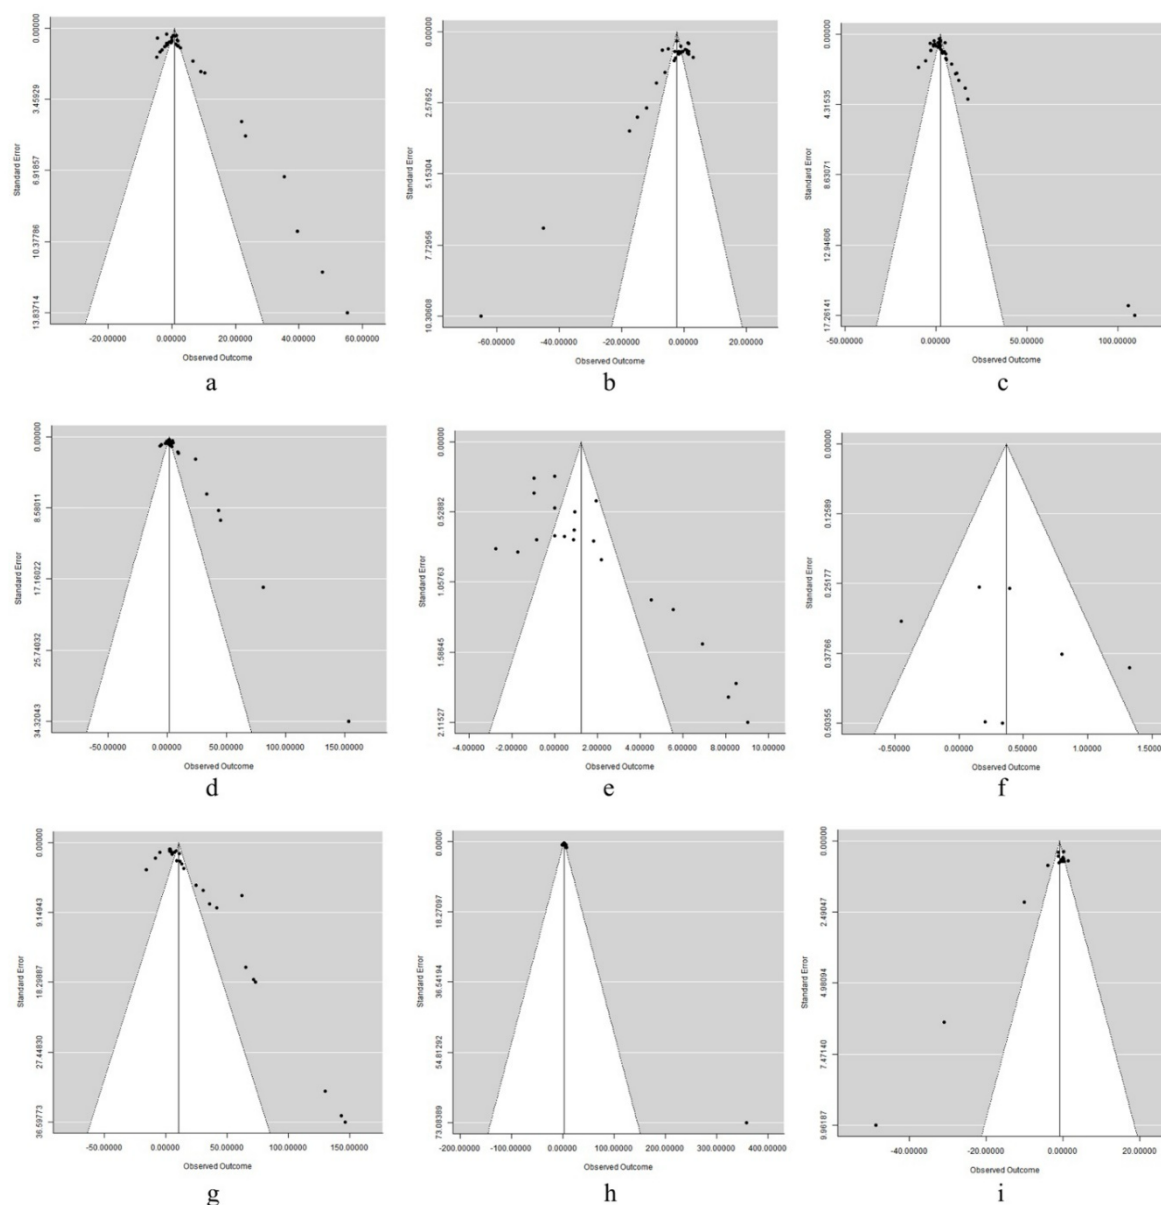 0.00000
3.45929
6.91857
10.37786
13.83714
Standard Error
-20.00000 0.00000 20.00000 40.00000 60.00000
Observed Outcome
a
0.00000
2.57652
5.15304
7.72956
10.30608
Standard Error
-60.00000 -40.00000 -20.00000 0.00000 20.00000
Observed Outcome
b
0.00000
4.31535
8.63071
12.94606
17.26141
Standard Error
-50.00000 0.00000 50.00000 100.00000
Observed Outcome
c
0.00000
8.58011
17.16022
25.74032
34.32043
Standard Error
-50.00000 0.00000 50.00000 100.00000 150.00000
Observed Outcome
d
0.00000
0.52882
1.05763
1.58645
2.11527
Standard Error
-4.00000 -2.00000 0.00000 2.00000 4.00000 6.00000 8.00000 10.00000
Observed Outcome
e
0.00000
0.12589
0.25177
0.37766
0.50355
Standard Error
-0.50000 0.00000 0.50000 1.00000 1.5000
Observed Outcome
f
0.00000
9.14943
18.29887
27.44830
36.59773
Standard Error
-50.00000 0.00000 50.00000 100.00000 150.00000
Observed Outcome
g
0.0000
18.27097
36.54194
54.81292
73.08389
Standard Error
-200.00000 -100.00000 0.00000 100.00000 200.00000 300.00000 400.00000
Observed Outcome
h
0.00000
2.49047
4.98094
7.47140
9.96187
Standard Error
-40.00000 -20.00000 0.00000 20.00000
Observed Outcome
i